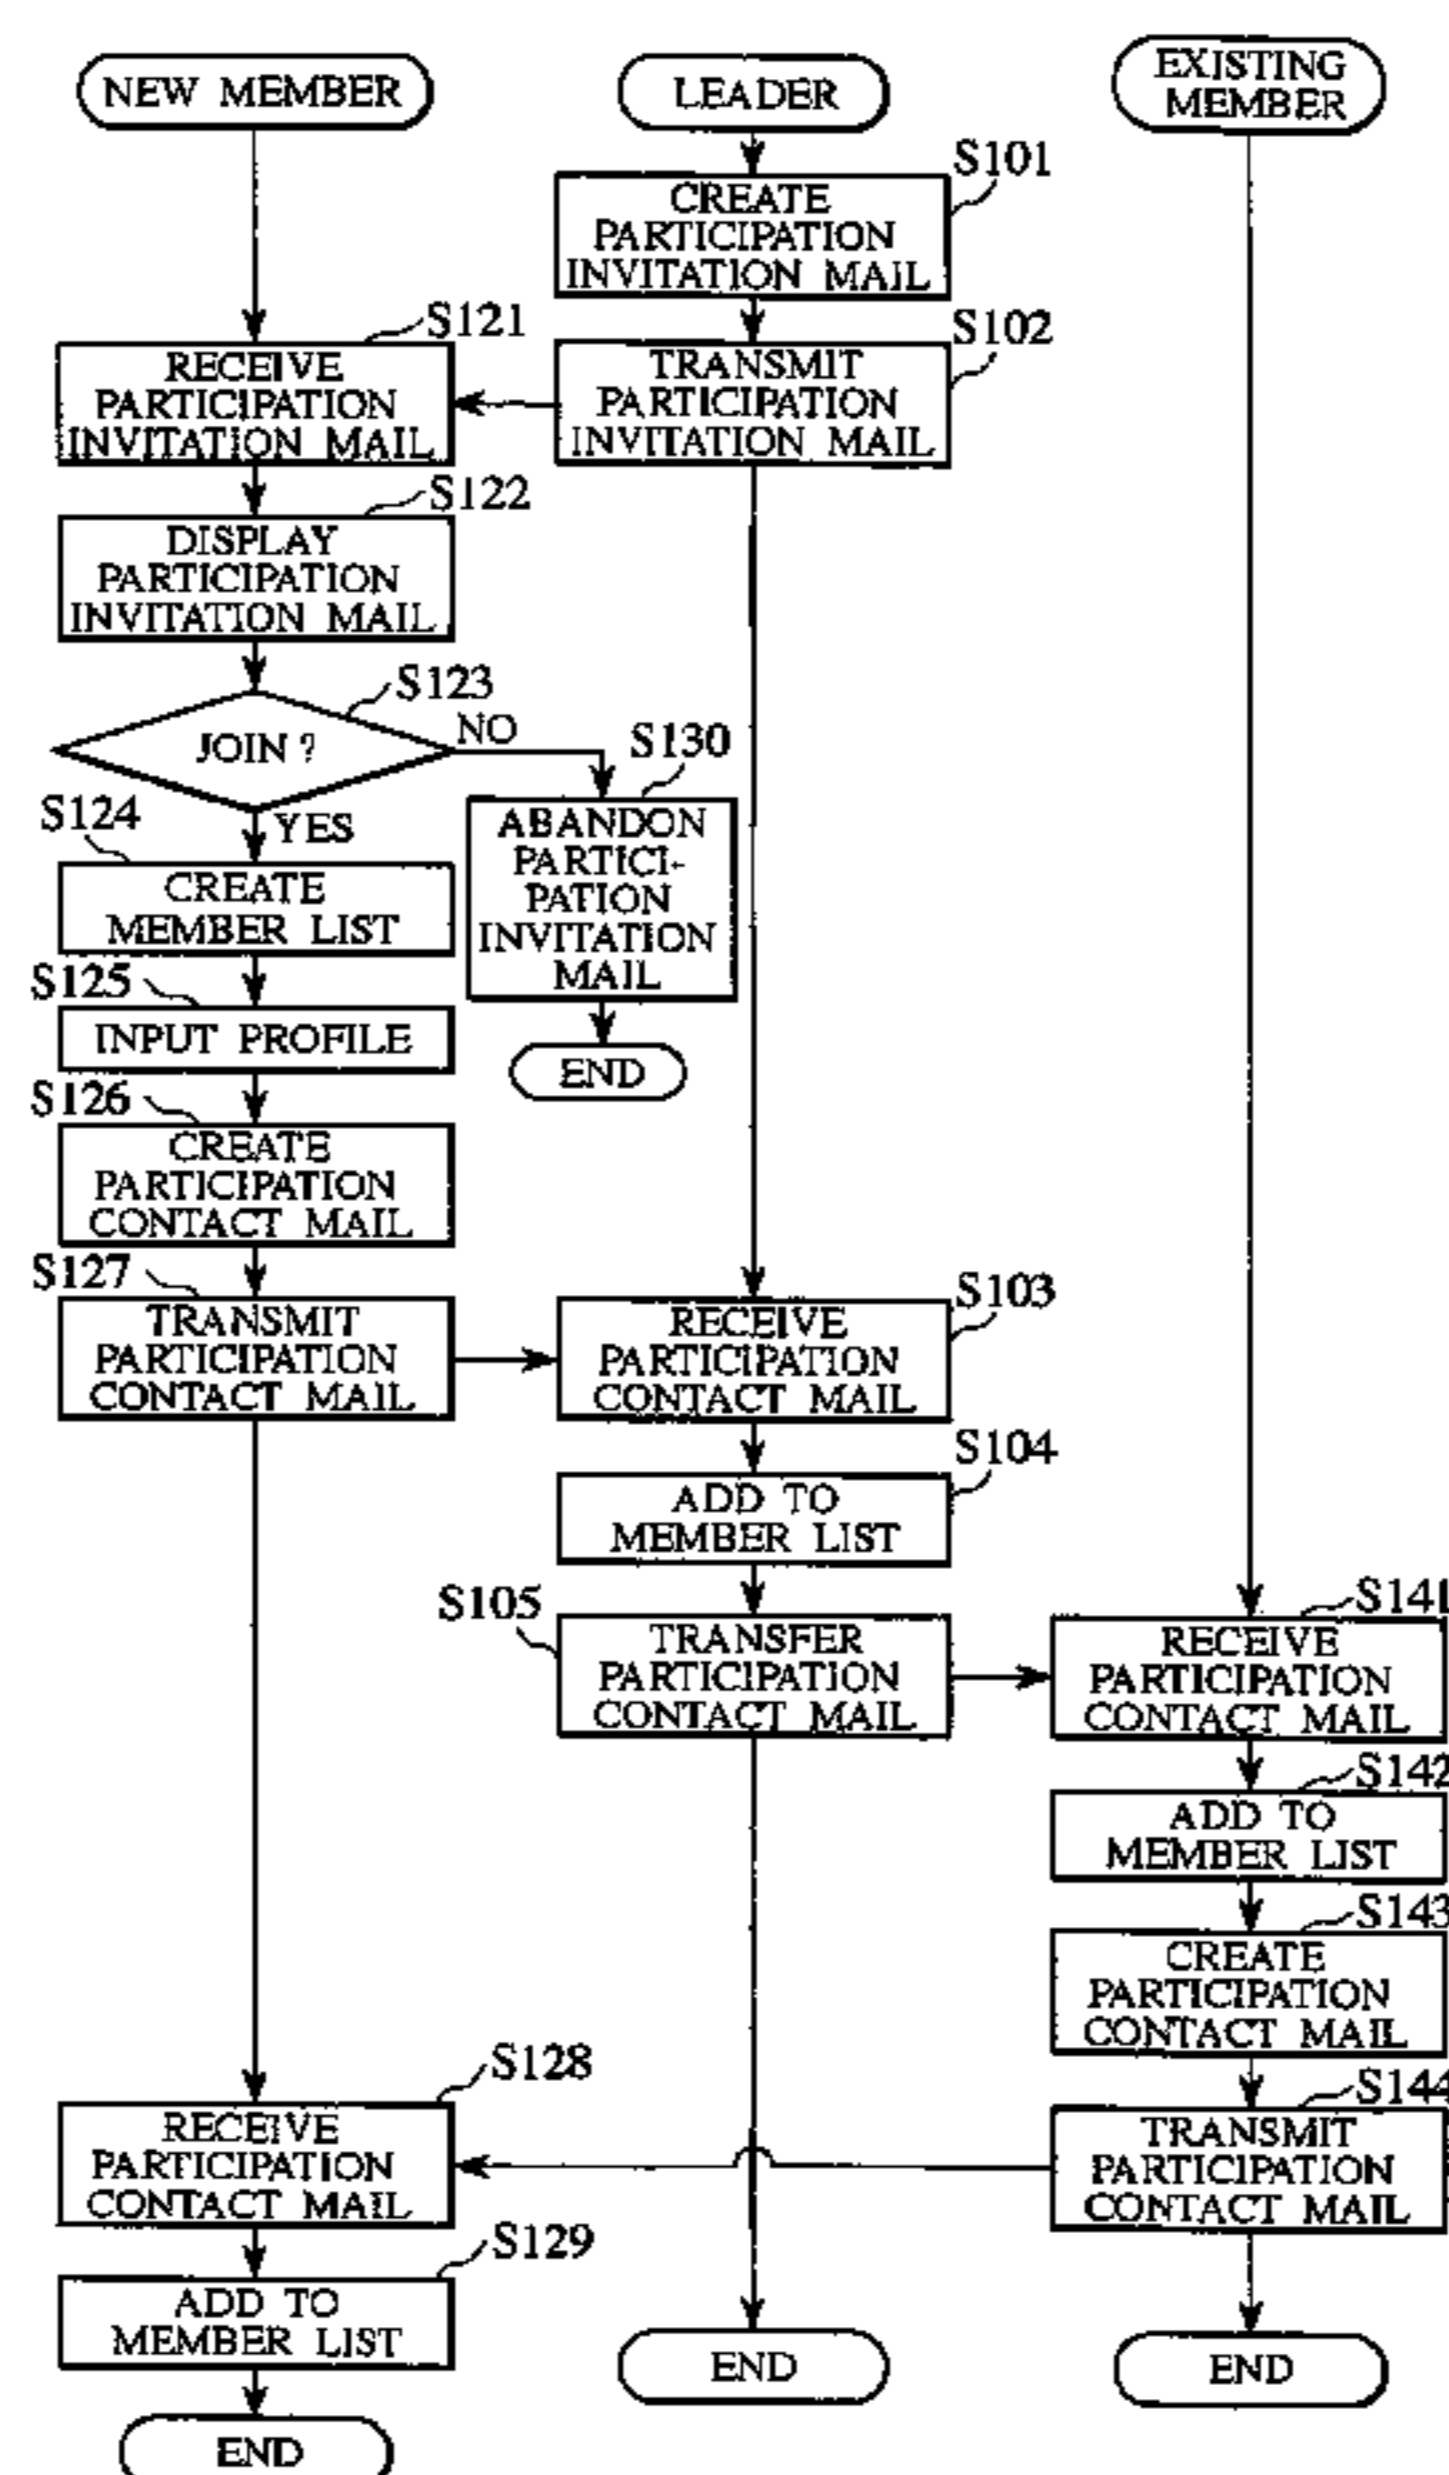 NEW MEMBER
LEADER
EXISTING
MEMBER
S101
CREATE
PARTICIPATION
INVITATION MAIL
S102
TRANSMIT
PARTICIPATION
INVITATION MAIL
S121
RECEIVE
PARTICIPATION
INVITATION MAIL
S122
DISPLAY
PARTICIPATION
INVITATION MAIL
S123
JOIN ?
NO
YES
S130
ABANDON
PARTICI-
PATION
INVITATION
MAIL
END
S124
CREATE
MEMBER LIST
S125
INPUT PROFILE
S126
CREATE
PARTICIPATION
CONTACT MAIL
S127
TRANSMIT
PARTICIPATION
CONTACT MAIL
S103
RECEIVE
PARTICIPATION
CONTACT MAIL
S104
ADD TO
MEMBER LIST
S105
TRANSFER
PARTICIPATION
CONTACT MAIL
S141
RECEIVE
PARTICIPATION
CONTACT MAIL
S142
ADD TO
MEMBER LIST
S143
CREATE
PARTICIPATION
CONTACT MAIL
S144
TRANSMIT
PARTICIPATION
CONTACT MAIL
S128
RECEIVE
PARTICIPATION
CONTACT MAIL
S129
ADD TO
MEMBER LIST
END
END
END